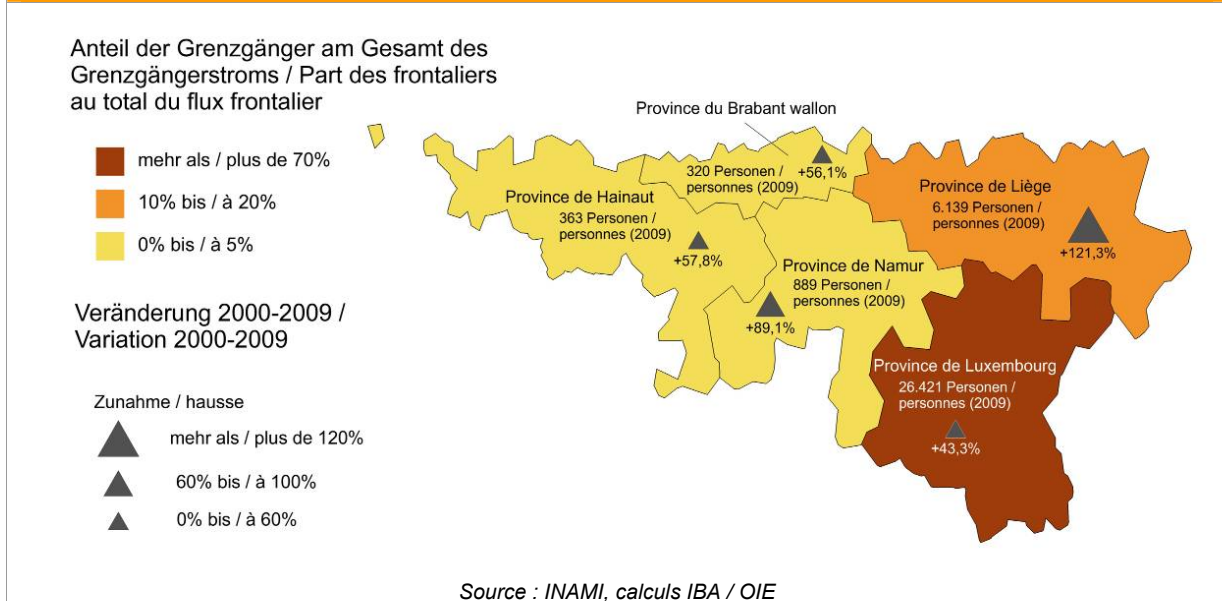 Anteil der Grenzgänger am Gesamt des
Grenzgängerstroms / Part des frontaliers
au total du flux frontalier
mehr als / plus de 70%
10% bis / à 20%
0% bis / à 5%
Veränderung 2000-2009 /
Variation 2000-2009
Zunahme / hausse
mehr als / plus de 120%
60% bis / à 100%
0% bis / à 60%
Province du Brabant wallon
320 Personen /
personnes (2009)
+56,1%
Province de Hainaut
363 Personen /
personnes (2009)
+57,8%
Province de Namur
889 Personen /
personnes (2009)
+89,1%
Province de Liège
6.139 Personen /
personnes (2009)
+121,3%
Province de Luxembourg
26.421 Personen /
personnes (2009)
+43,3%
Source : INAMI, calculs IBA / OIE